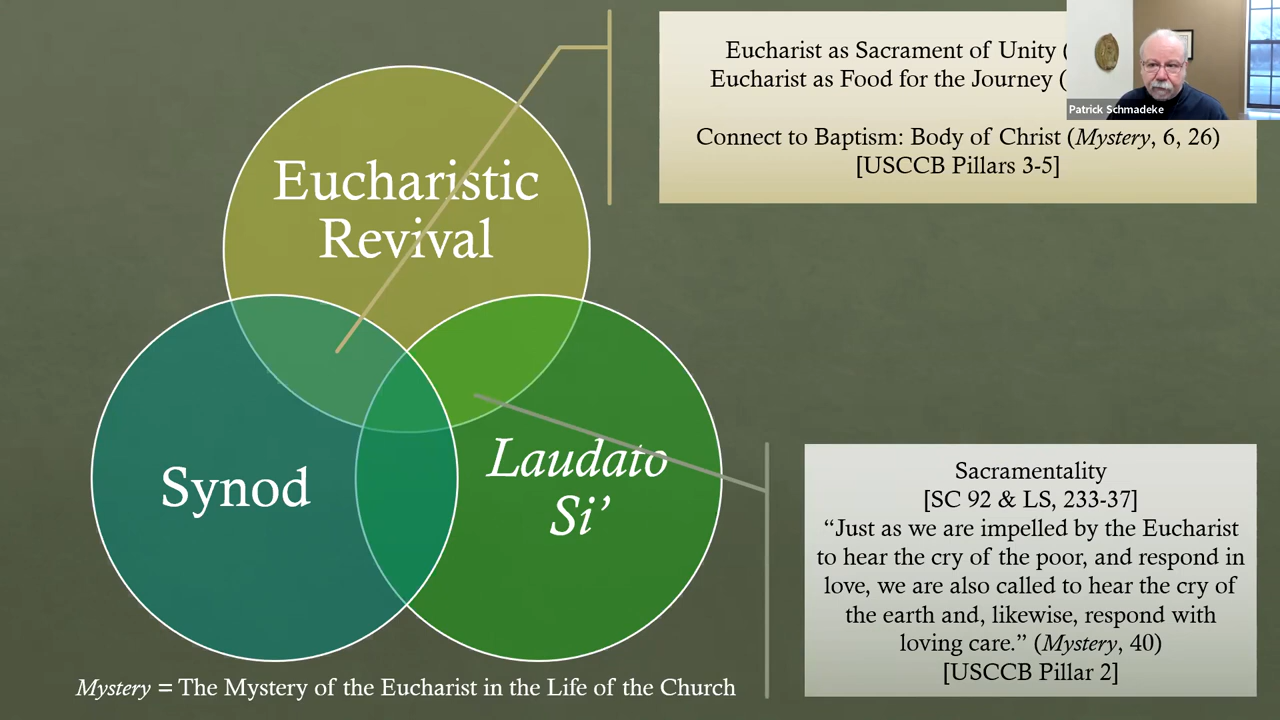 Eucharistic
Revival
Synod
Laudato
Si’
Eucharist as Sacrament of Unity (
Eucharist as Food for the Journey (
Connect to Baptism: Body of Christ (Mystery, 6, 26)
[USCCB Pillars 3-5]
Patrick Schmadeke
Sacramentality
[SC 92 & LS, 233-37]
“Just as we are impelled by the Eucharist
to hear the cry of the poor, and respond in
love, we are also called to hear the cry of
the earth and, likewise, respond with
loving care.” (Mystery, 40)
[USCCB Pillar 2]
Mystery = The Mystery of the Eucharist in the Life of the Church